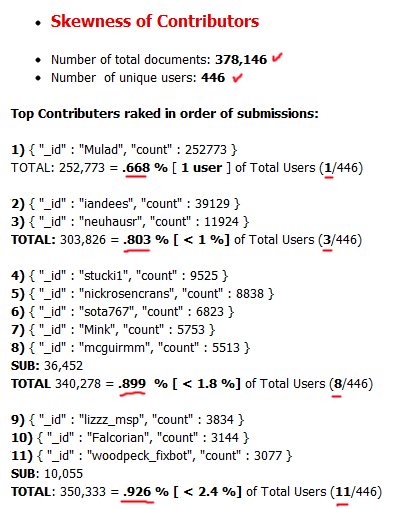 Skewness of Contributors
Number of total documents: 378,146
Number of unique users: 446
Top Contributers raked in order of submissions:
1) { "_id" : "Mulad", "count" : 252773 }
TOTAL: 252,773 = .668 % [ 1 user ] of Total Users (1/446)
2) { "_id" : "iandees", "count" : 39129 }
3) { "_id" : "neuhausr", "count" : 11924 }
TOTAL: 303,826 = .803 % [ < 1 %] of Total Users (3/446)
4) { "_id" : "stucki1", "count" : 9525 }
5) { "_id" : "nickrosencrans", "count" : 8838 }
6) { "_id" : "sota767", "count" : 6823 }
7) { "_id" : "Mink", "count" : 5753 }
8) { "_id" : "mcguirmm", "count" : 5513 }
SUB: 36,452
TOTAL 340,278 = .899 % [ < 1.8 %] of Total Users (8/446)
9) { "_id" : "lizzz_msp", "count" : 3834 }
10) { "_id" : "Falcorian", "count" : 3144 }
11) { "_id" : "woodpeck_fixbot", "count" : 3077 }
SUB: 10,055
TOTAL: 350,333 = .926 % [ < 2.4 %] of Total Users (11/446)